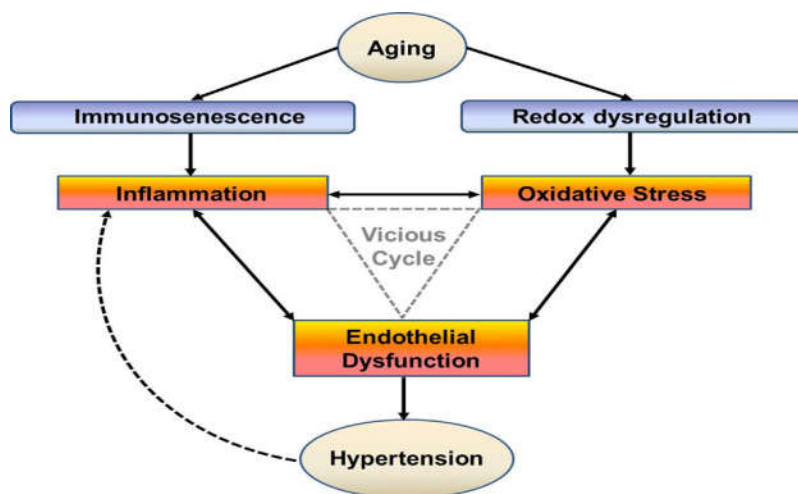 Aging
Immunosenescence
Redox dysregulation
Inflammation
Oxidative Stress
Vicious
Cycle
Endothelial
Dysfunction
Hypertension